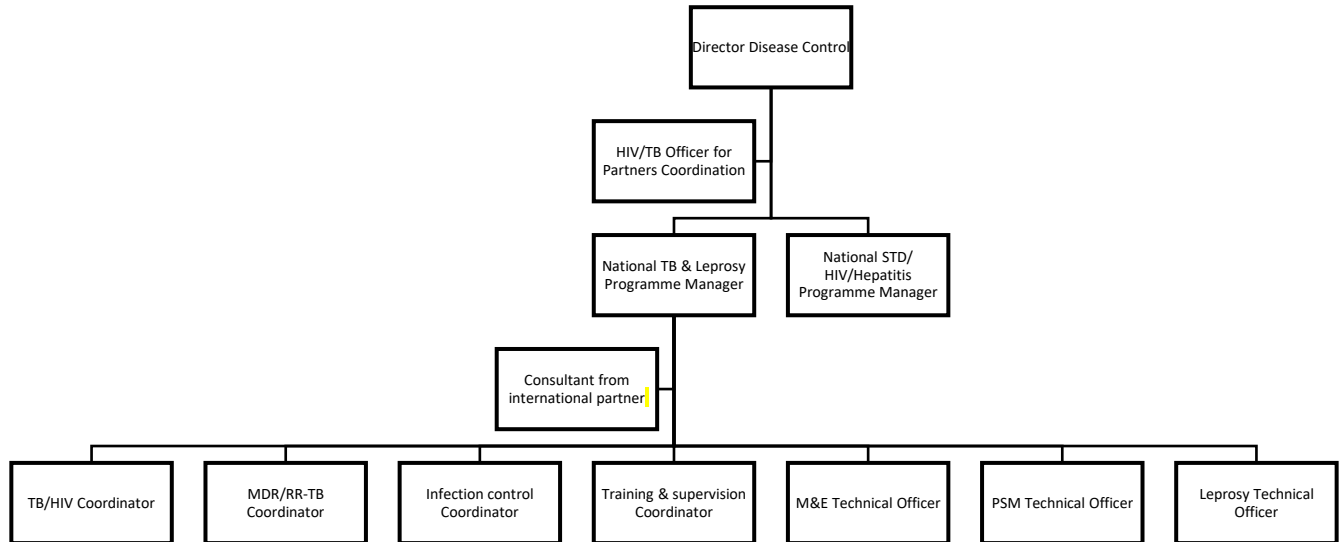 Director Disease Control
HIV/TB Officer for
Partners Coordination
National TB & Leprosy
Programme Manager
National STD/
HIV/Hepatitis
Programme Manager
Consultant from
international partner
TB/HIV Coordinator
MDR/RR-TB
Coordinator
Infection control
Coordinator
Training & supervision
Coordinator
M&E Technical Officer
PSM Technical Officer
Leprosy Technical
Officer